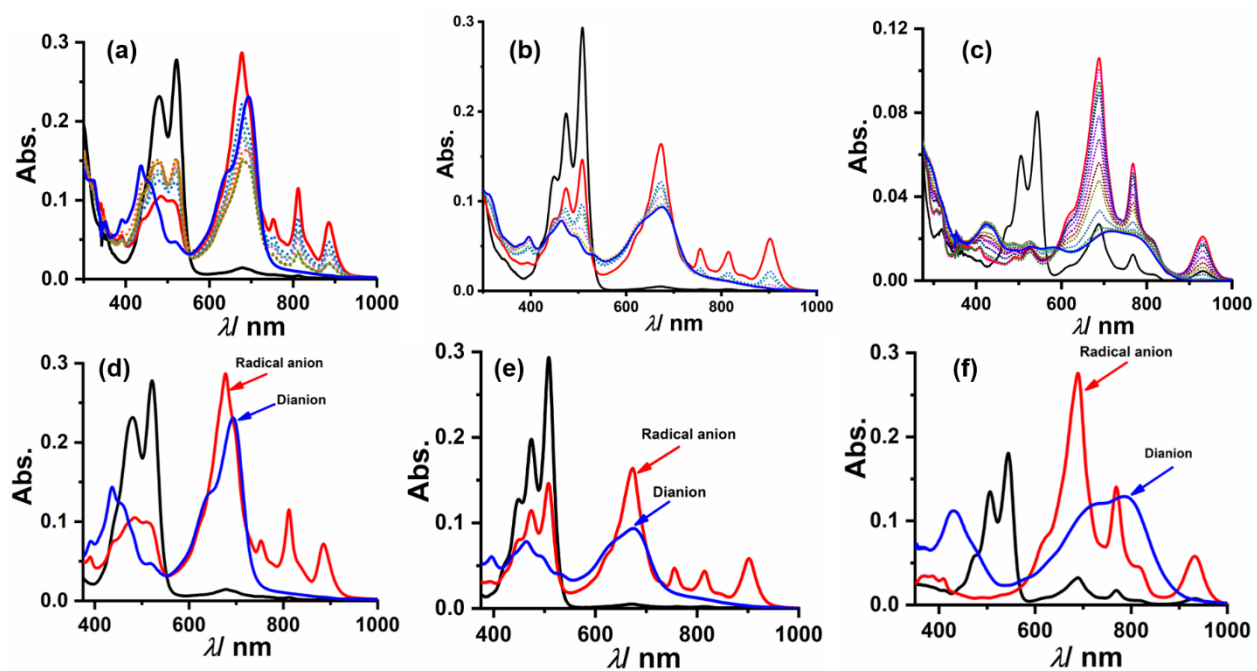 (a)
0.3
0.2
0.1
0.0
Abs.
400 600 800 1000
λ/ nm
(b)
0.3
0.2
0.1
0.0
Abs.
400 600 800 1000
λ/ nm
(c)
0.12
0.08
0.04
0.00
Abs.
400 600 800 1000
λ/ nm
(d)
0.3
0.2
0.1
0.0
Abs.
Radical anion
Dianion
400 600 800 1000
λ/ nm
(e)
0.3
0.2
0.1
0.0
Abs.
Radical anion
Dianion
400 600 800 1000
λ/ nm
(f)
0.3
0.2
0.1
0.0
Abs.
Radical anion
Dianion
400 600 800 1000
λ/ nm